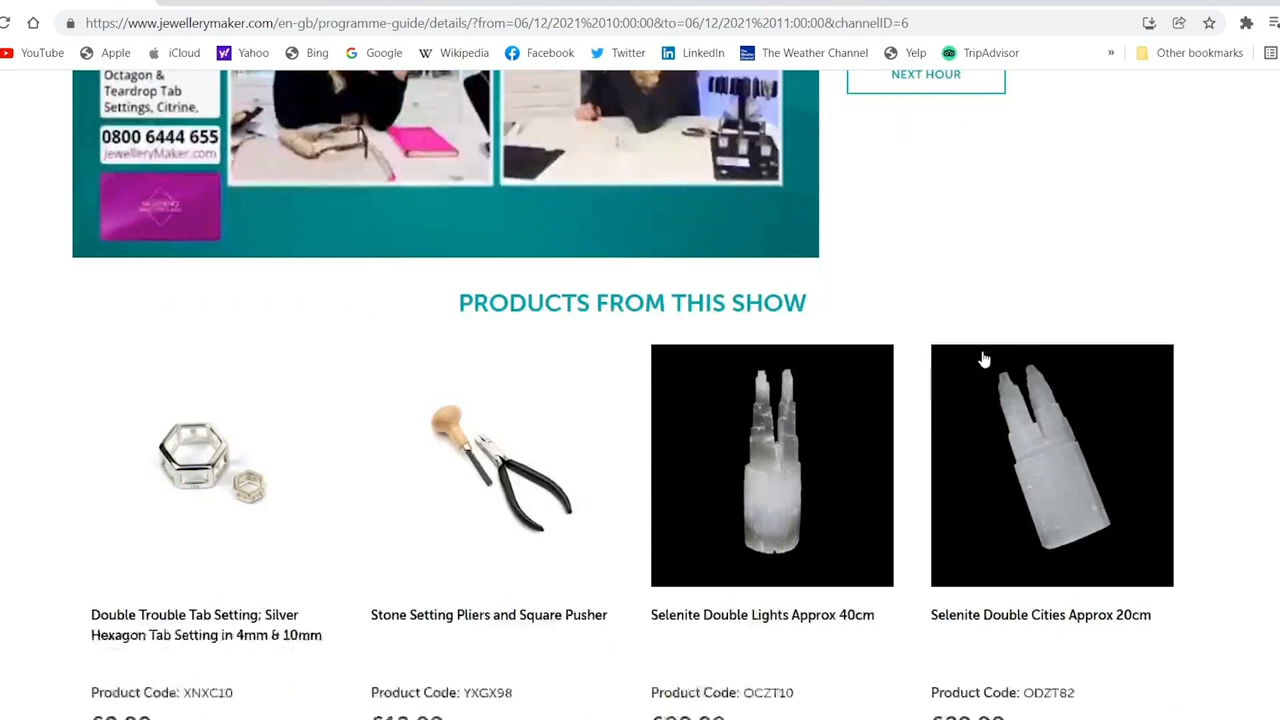 https://www.jewellerymaker.com/en-gb/programme-guide/details/?from=06/12/2021%2010:00:00&to=06/12/2021%2011:00:00&channelID=6
YouTube Apple iCloud Yahoo Bing Google Wikipedia Facebook Twitter LinkedIn The Weather Channel Yelp TripAdvisor » Other bookmarks
Octagon &
Teardrop Tab
Settings, Citrine,
0800 6444 655
jewelleryMaker.com
NEXT HOUR
PRODUCTS FROM THIS SHOW
Double Trouble Tab Setting; Silver
Hexagon Tab Setting in 4mm & 10mm
Product Code: XNXC10
Stone Setting Pliers and Square Pusher
Product Code: YXGX98
Selenite Double Lights Approx 40cm
Product Code: OCZT10
Selenite Double Cities Approx 20cm
Product Code: ODZT82